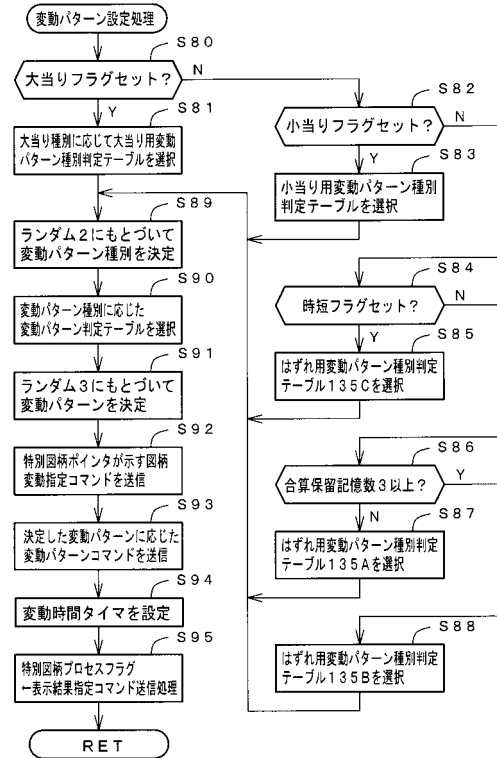 変動パターン設定処理
S80
大当りフラグセット？
N
Y
S81
大当り種別に応じて大当り用変動
パターン種別判定テーブルを選択
S82
小当りフラグセット？
N
Y
S83
小当り用変動パターン種別
判定テーブルを選択
S84
時短フラグセット？
N
Y
S85
はずれ用変動パターン種別判定
テーブル135Cを選択
S86
合算保留記憶数3以上？
Y
N
S87
はずれ用変動パターン種別判定
テーブル135Aを選択
S88
はずれ用変動パターン種別判定
テーブル135Bを選択
S89
ランダム2にもとづいて
変動パターン種別を決定
S90
変動パターン種別に応じた
変動パターン判定テーブルを選択
S91
ランダム3にもとづいて
変動パターンを決定
S92
特別図柄ポインタが示す図柄
変動指定コマンドを送信
S93
決定した変動パターンに応じた
変動パターンコマンドを送信
S94
変動時間タイマを設定
S95
特別図柄プロセスフラグ
←表示結果指定コマンド送信処理
RET